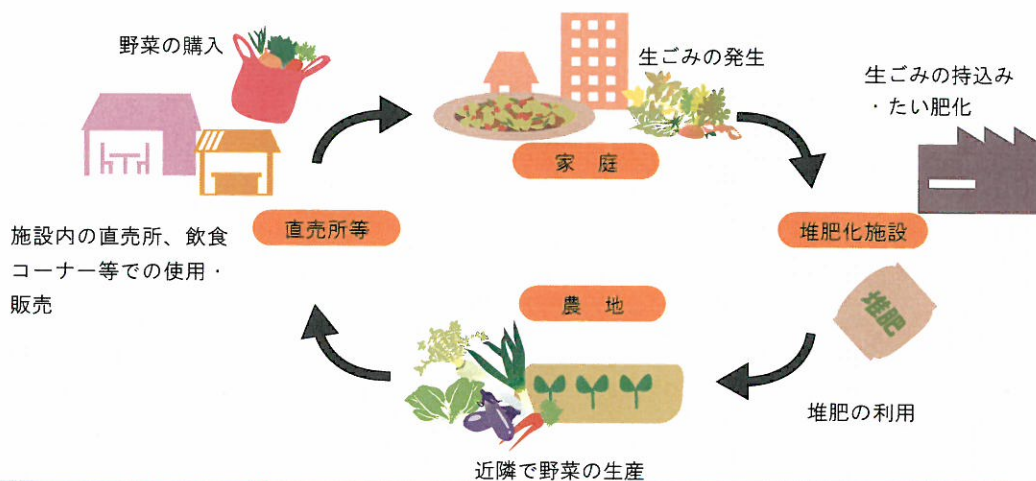 野菜の購入
生ごみの発生
生ごみの持込み
・たい肥化
家庭
直売所等
堆肥化施設
施設内の直売所、飲食
コーナー等での使用・
販売
農地
堆肥
堆肥の利用
近隣で野菜の生産